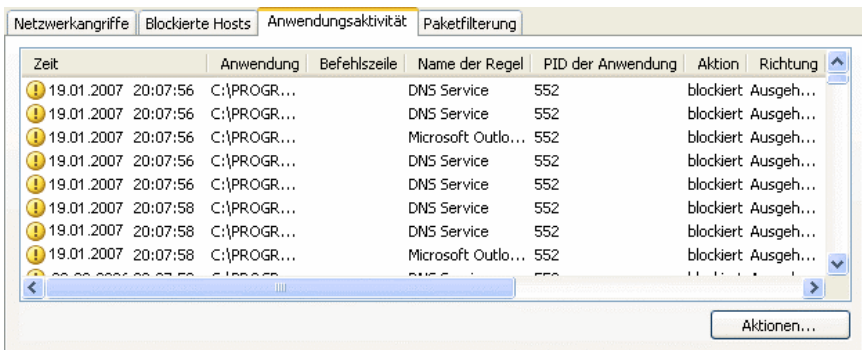 Netzwerkangriffe Blockierte Hosts Anwendungsaktivität Paketfilterung
Zeit Anwendung Befehlszeile Name der Regel PID der Anwendung Aktion Richtung
19.01.2007 20:07:56 C:\PROGR... DNS Service 552 blockiert Ausgeh...
19.01.2007 20:07:56 C:\PROGR... DNS Service 552 blockiert Ausgeh...
19.01.2007 20:07:56 C:\PROGR... Microsoft Outlo... 552 blockiert Ausgeh...
19.01.2007 20:07:56 C:\PROGR... DNS Service 552 blockiert Ausgeh...
19.01.2007 20:07:56 C:\PROGR... DNS Service 552 blockiert Ausgeh...
19.01.2007 20:07:58 C:\PROGR... DNS Service 552 blockiert Ausgeh...
19.01.2007 20:07:58 C:\PROGR... DNS Service 552 blockiert Ausgeh...
19.01.2007 20:07:58 C:\PROGR... Microsoft Outlo... 552 blockiert Ausgeh...
Aktionen...